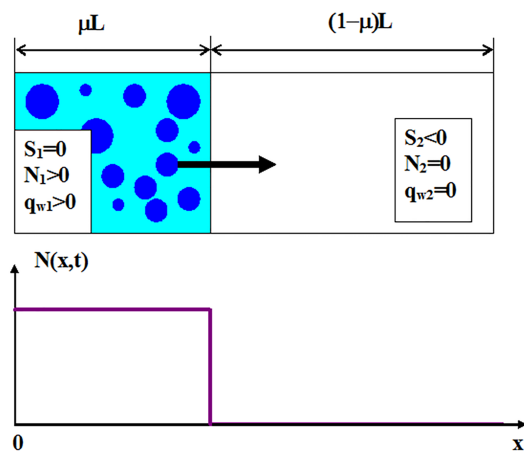 μL
(1−μ)L
S₁=0
N₁>0
q_w1>0
S₂<0
N₂=0
q_w2=0
N(x,t)
0
x